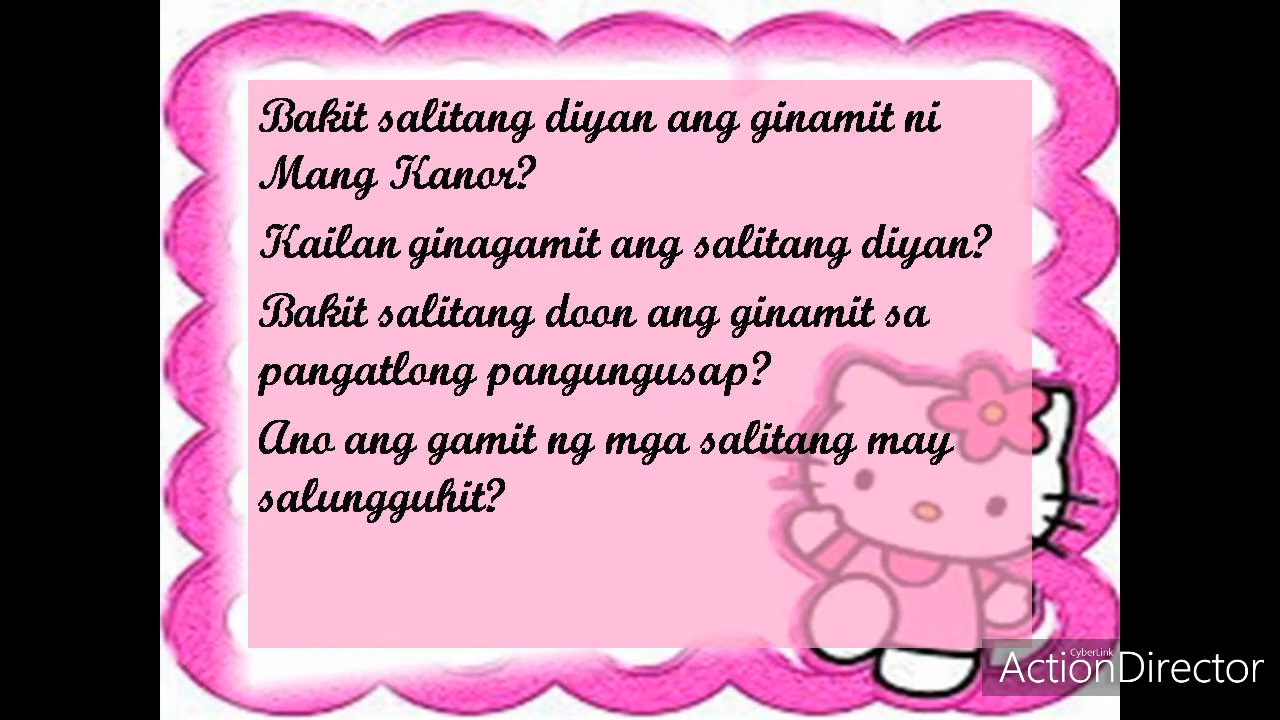 Bakit salitang diyan ang ginamit ni
Mang Kanor?
Kailan ginagamit ang salitang diyan?
Bakit salitang doon ang ginamit sa
pangatlong pangungusap?
Ano ang gamit ng mga salitang may
salungguhit?
CyberLink
ActionDirector